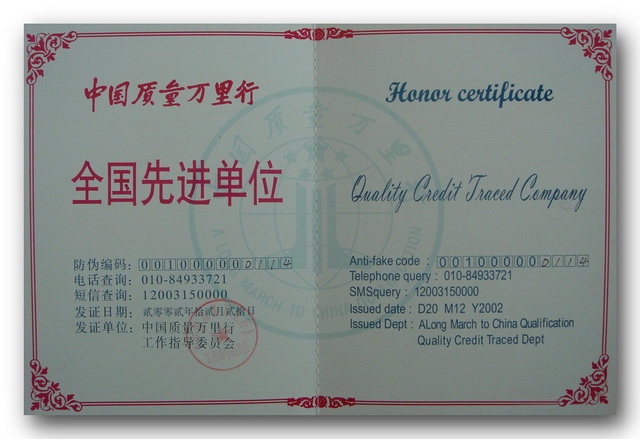 中国质量万里行
全国先进单位
防伪编码：001000000114
电话查询：010-84933721
短信查询：12003150000
发证日期：贰零零贰年拾贰月贰拾日
发证单位：中国质量万里行
工作指导委员会
Honor certificate
Quality Credit Traced Company
Anti-fake code : 001000000114
Telephone query : 010-84933721
SMSquery : 12003150000
Issued date : D20 M12 Y2002
Issued Dept : ALong March to China Qualification
Quality Credit Traced Dept